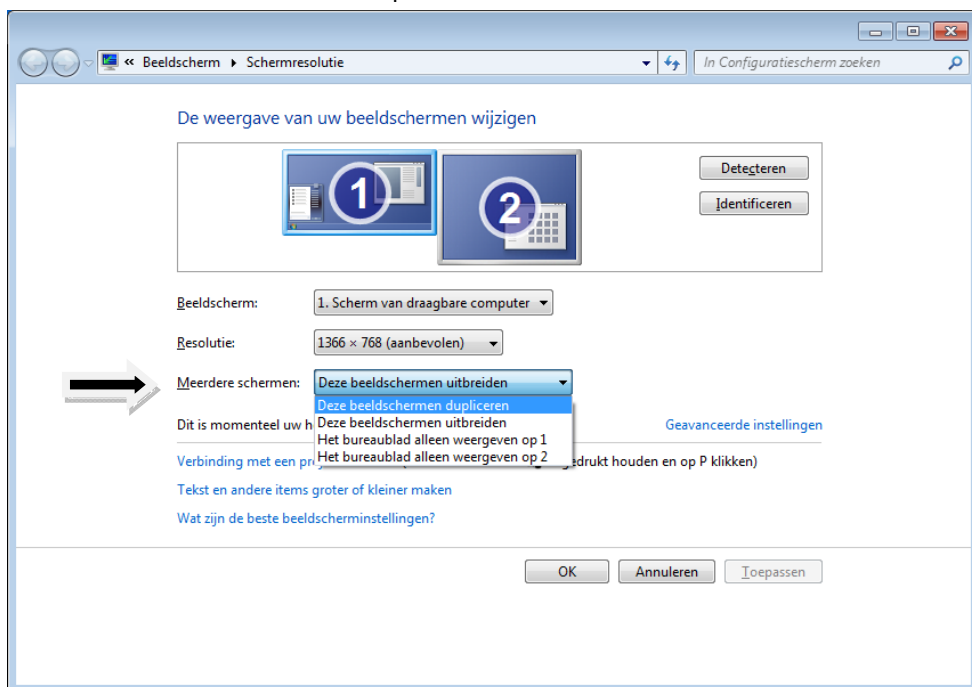 « Beeldscherm ▸ Schermresolutie In Configuratiescherm zoeken
De weergave van uw beeldschermen wijzigen
1
2
Detecteren
Identificeren
Beeldscherm: 1. Scherm van draagbare computer
Resolutie: 1366 × 768 (aanbevolen)
Meerdere schermen: Deze beeldschermen uitbreiden
Deze beeldschermen dupliceren
Deze beeldschermen uitbreiden
Het bureaublad alleen weergeven op 1
Het bureaublad alleen weergeven op 2
Dit is momenteel uw Geavanceerde instellingen
Verbinding met een edrukt houden en op P klikken)
Tekst en andere items groter of kleiner maken
Wat zijn de beste beeldscherminstellingen?
OK Annuleren Toepassen